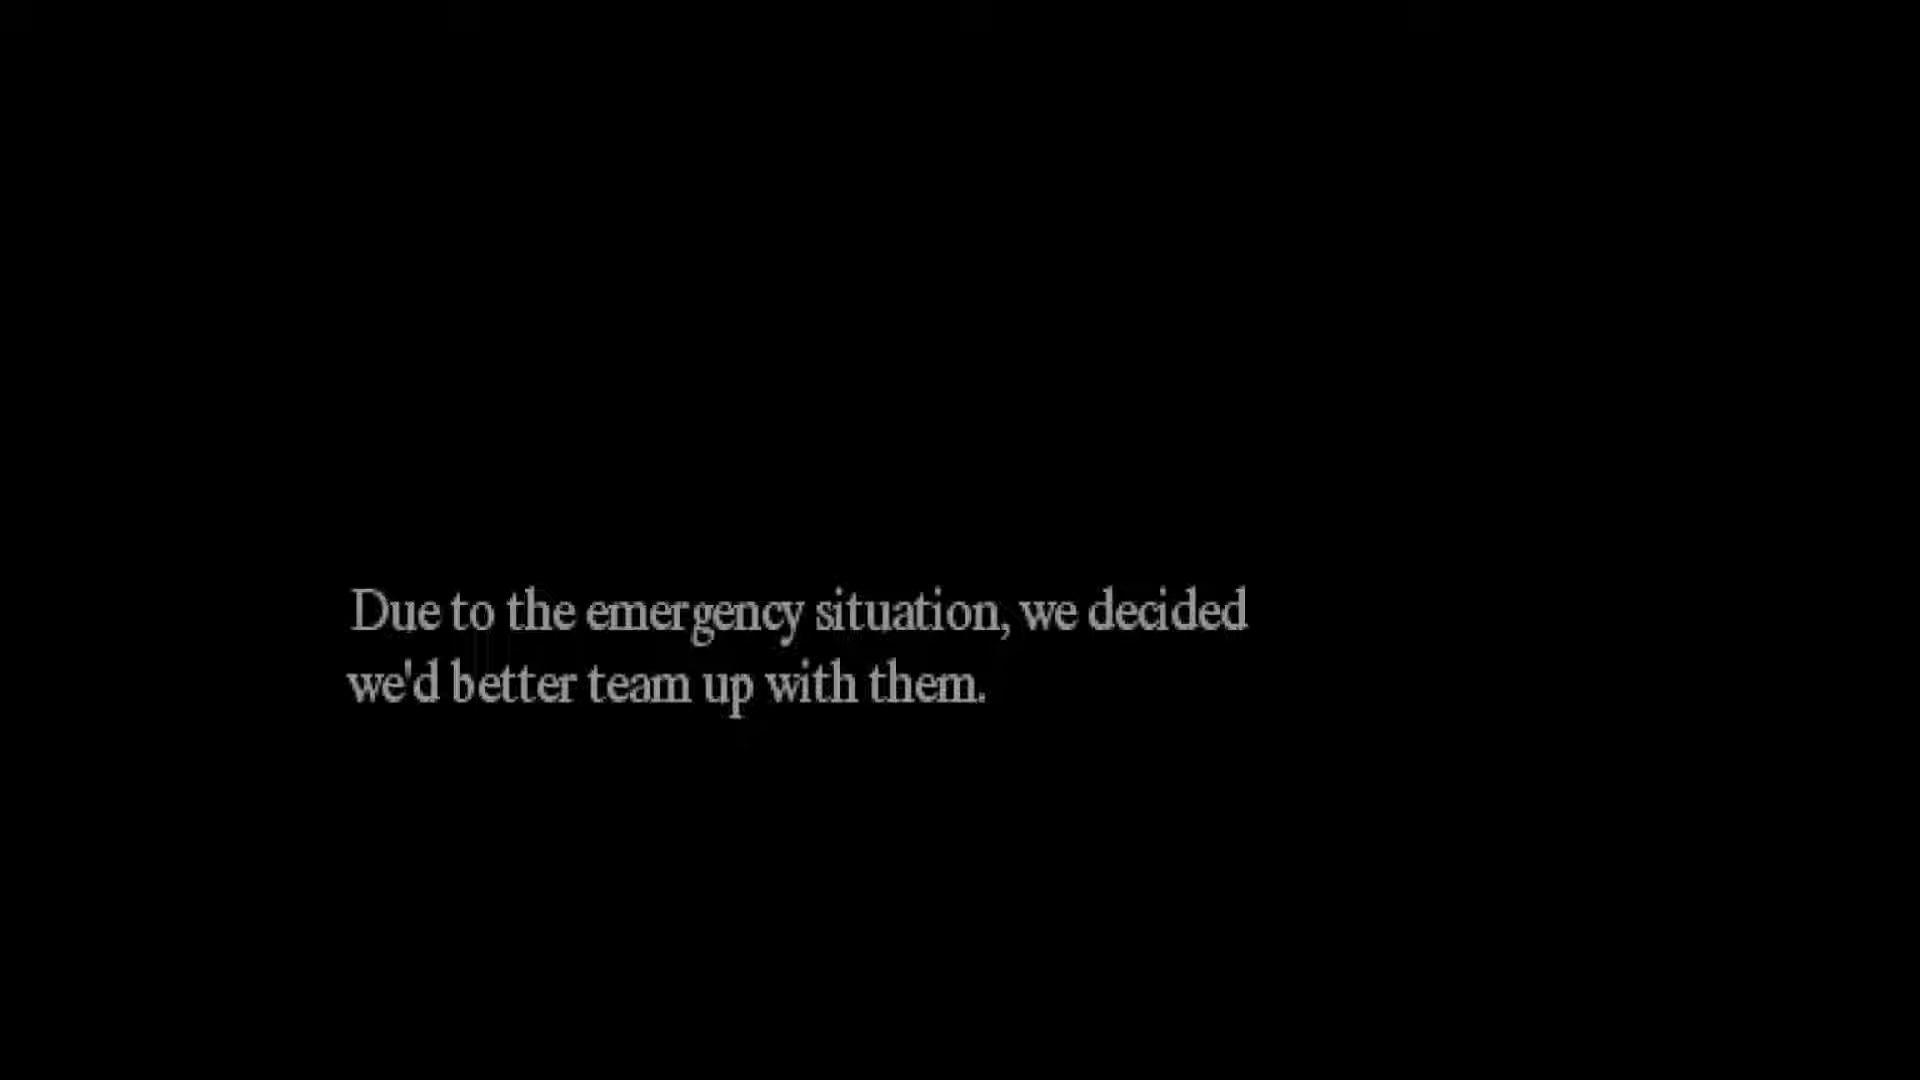 Due to the emergency situation, we decided
we'd better team up with them.